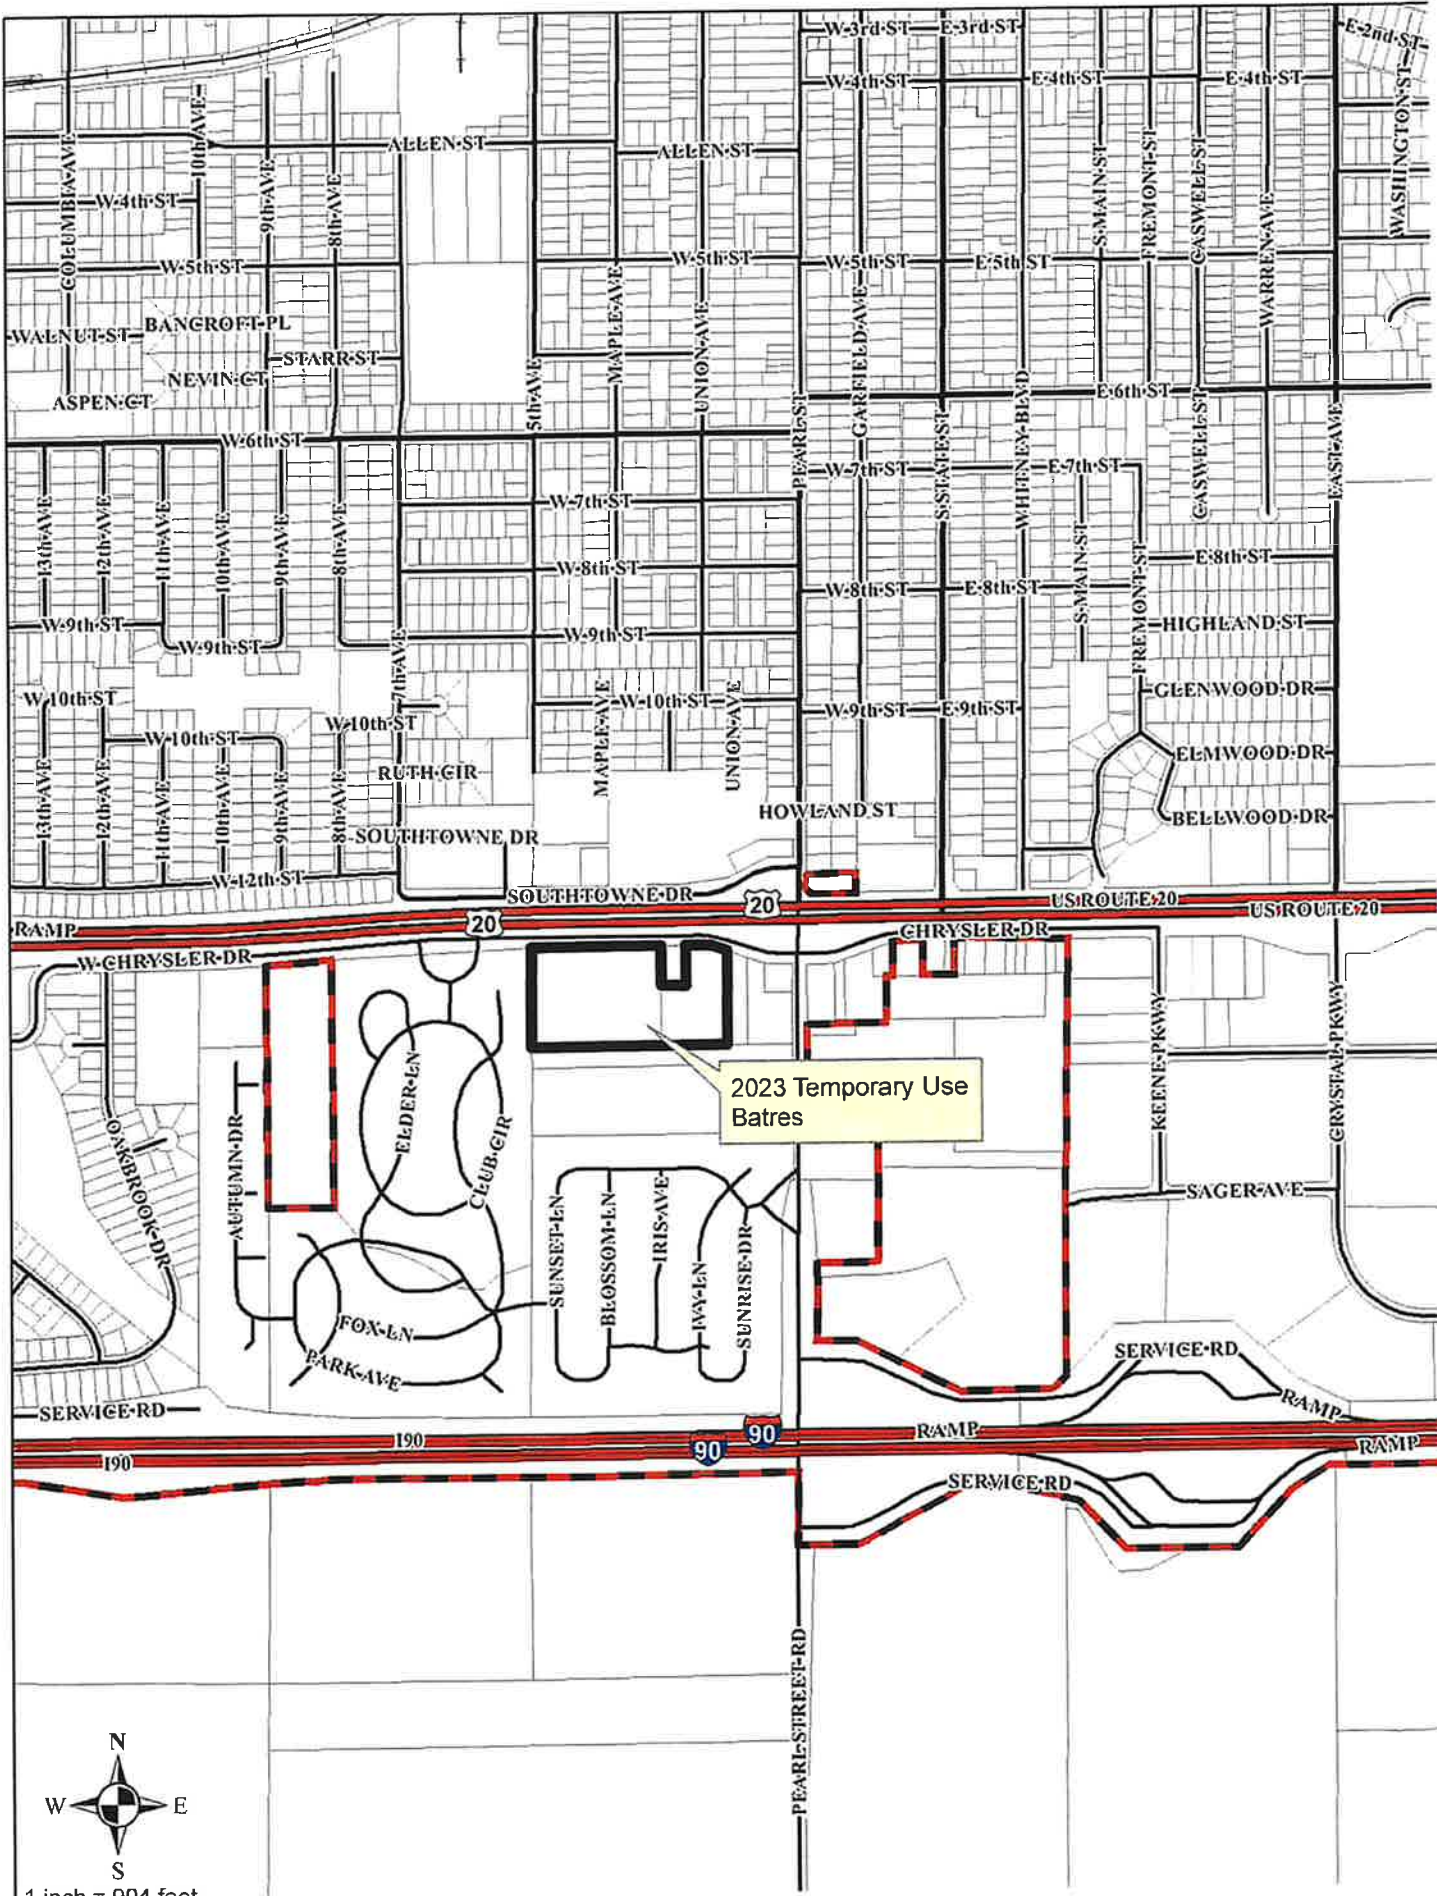 W 3rd ST
E 3rd ST
E 2nd ST
W 4th ST
E 4th ST
E 4th ST
WASHINGTON ST
COLUMBIA AVE
10th AVE
ALLEN ST
ALLEN ST
9th AVE
8th AVE
S MAIN ST
FREMONT ST
CASWELL ST
WARREN AVE
W 4th ST
W 5th ST
W 5th ST
W 5th ST
E 5th ST
WALNUT ST
BANCROFT PL
STARR ST
NEVIN CT
ASPEN CT
5th AVE
MAPLE AVE
UNION AVE
PEARL ST
GARFIELD AVE
S STATE ST
WHITNEY BLVD
E 6th ST
CASWELL ST
EAST AVE
W 6th ST
W 7th ST
E 7th ST
W 7th ST
13th AVE
12th AVE
11th AVE
10th AVE
9th AVE
8th AVE
W 8th ST
W 8th ST
E 8th ST
E 8th ST
S MAIN ST
FREMONT ST
W 9th ST
W 9th ST
W 9th ST
HIGHLAND ST
7th AVE
W 10th ST
W 10th ST
W 10th ST
W 10th ST
MAPLE AVE
UNION AVE
W 9th ST
E 9th ST
GLENWOOD DR
ELMWOOD DR
RUTH CIR
13th AVE
12th AVE
11th AVE
10th AVE
9th AVE
8th AVE
HOWLAND ST
BELLWOOD DR
SOUTHTOWNE DR
W 12th ST
SOUTHTOWNE DR
20
US ROUTE 20
US ROUTE 20
20
RAMP
CHRYSLER DR
W CHRYSLER DR
KEENE PKWY
CRYSTAL PKWY
ELDER LN
CLUB CIR
2023 Temporary Use
Batres
AUTUMN DR
OAKBROOK DR
SUNSET LN
BLOSSOM LN
IRIS AVE
IVY LN
SUNRISE DR
SAGER AVE
FOX LN
PARK AVE
SERVICE RD
SERVICE RD
RAMP
I90
90
90
RAMP
RAMP
I90
SERVICE RD
PEARL STREET RD
N
W
E
S
1 inch = 904 feet